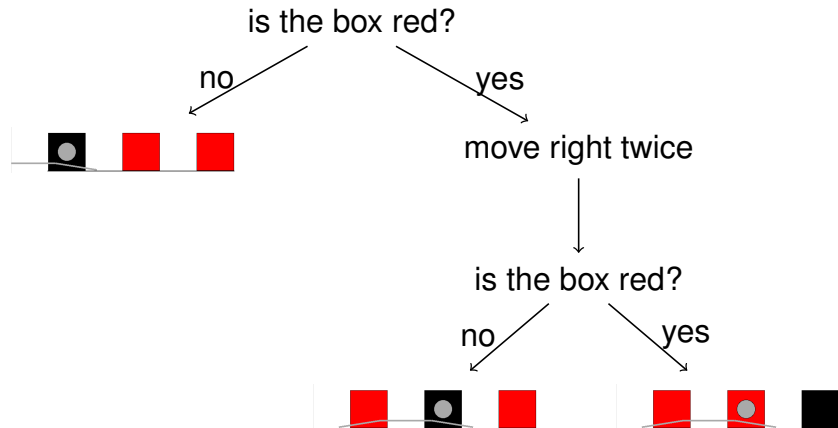 is the box red?
no
yes
move right twice
is the box red?
no
yes